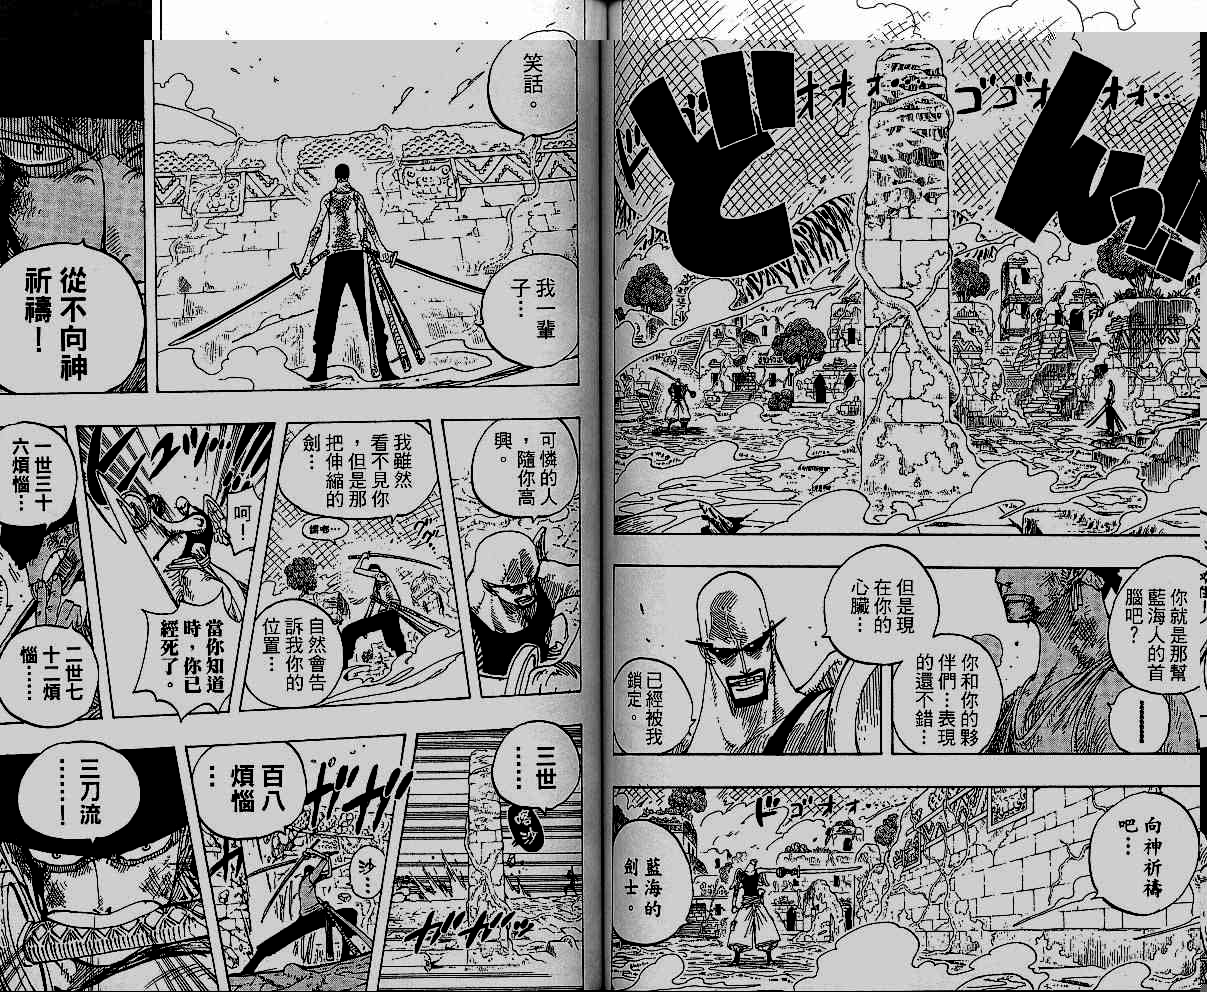 ゴゴゴオオオ…
オオオ…
ど
ん
っ
!!
你就是那幫
藍海人的首
腦吧？
你和你的夥
伴們…表現
的還不錯…
但是現
在你的
心臟…
已經被我
鎖定。
向神祈禱
吧…
ドゴオオ…
藍海的
劍士。
笑話。
我一輩
子…
從不向神
祈禱！
可憐的人
，隨你高
興。
我雖然
看不見你
，但是那
把伸縮的
劍…
自然會告
訴我你的
位置…
呵！
當你知道
時，你已
經死了。
一世三十
六煩惱…
二世七
十二煩
惱……
三世
……
ガガガ
百八
煩惱
…
沙…
ガガ
三刀流
……！